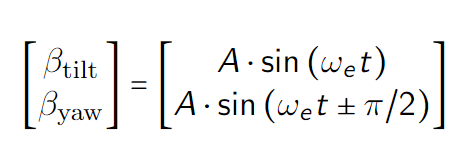 β_tilt = A · sin (ω_e t)
β_yaw = A · sin (ω_e t ± π/2)